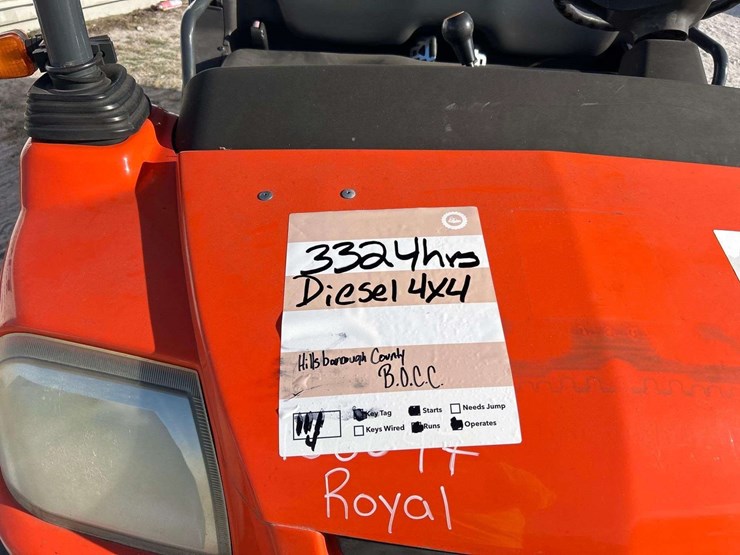 3324hrs
Diesel 4x4
Hillsborough County
B.O.C.C.
Key Tag Starts Needs Jump
Keys Wired Runs Operates
Royal